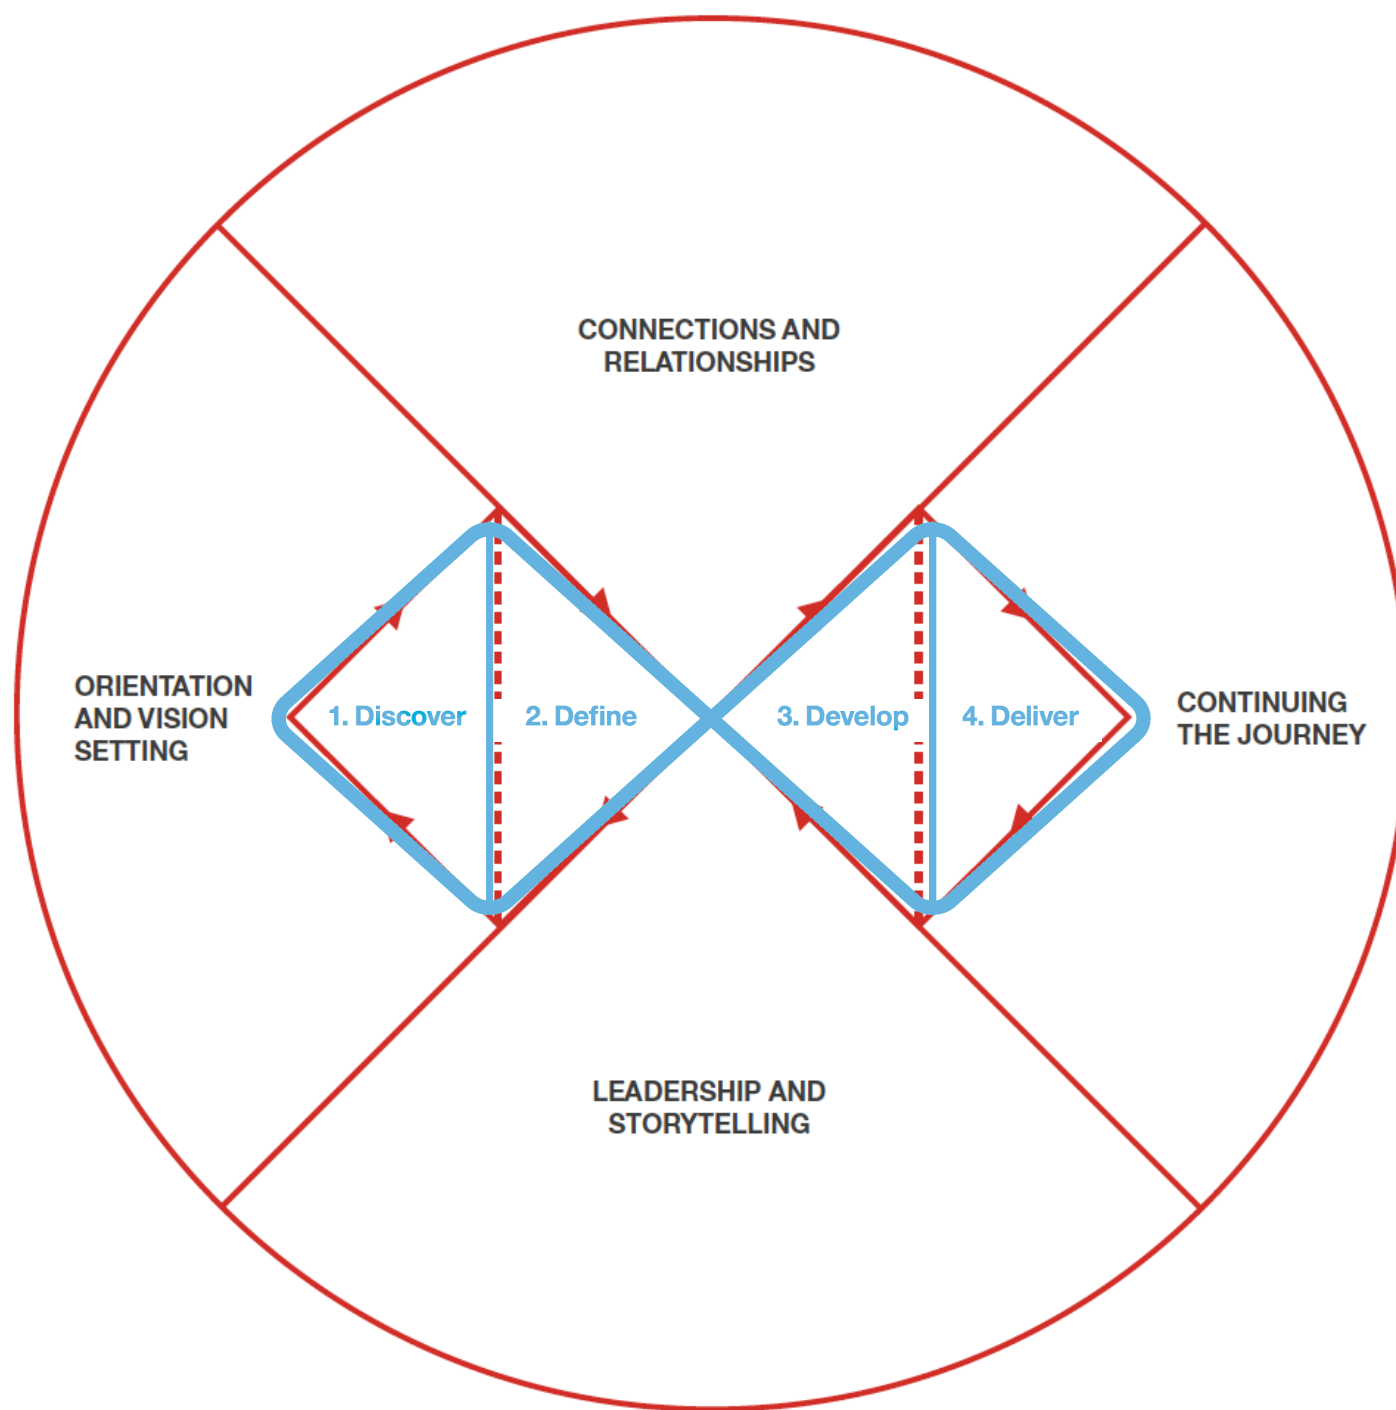 CONNECTIONS AND
RELATIONSHIPS
ORIENTATION
AND VISION
SETTING
1. Discover
2. Define
3. Develop
4. Deliver
CONTINUING
THE JOURNEY
LEADERSHIP AND
STORYTELLING